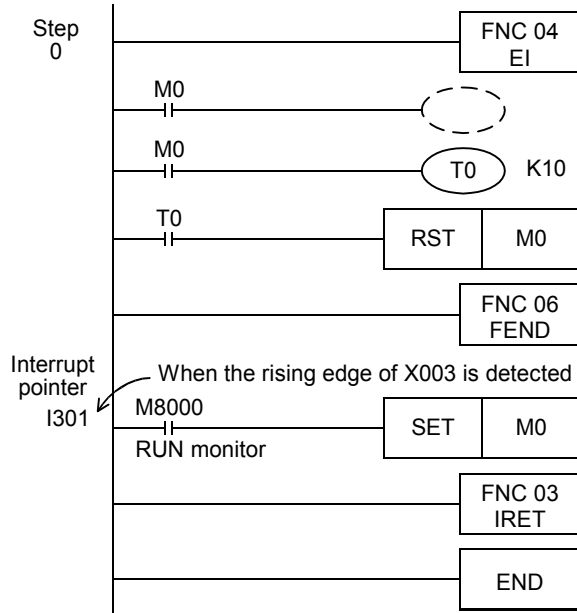 Step
0
FNC 04
EI
M0
M0
T0
K10
T0
RST
M0
FNC 06
FEND
Interrupt
pointer
I301
When the rising edge of X003 is detected
M8000
RUN monitor
SET
M0
FNC 03
IRET
END